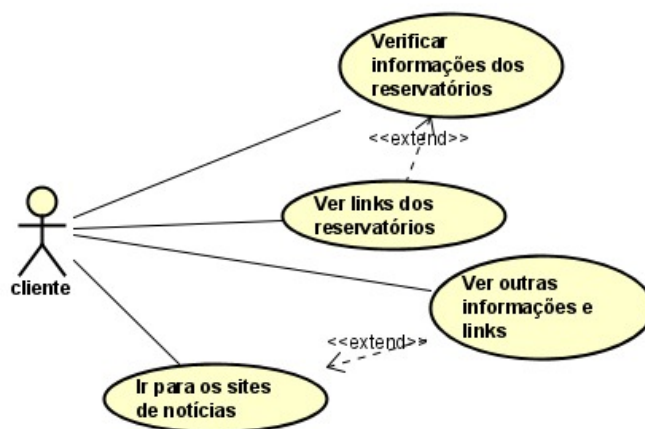 Verificar
informações dos
reservatórios
<<extend>>
Ver links dos
reservatórios
cliente
Ver outras
informações e
links
<<extend>>
Ir para os sites
de notícias